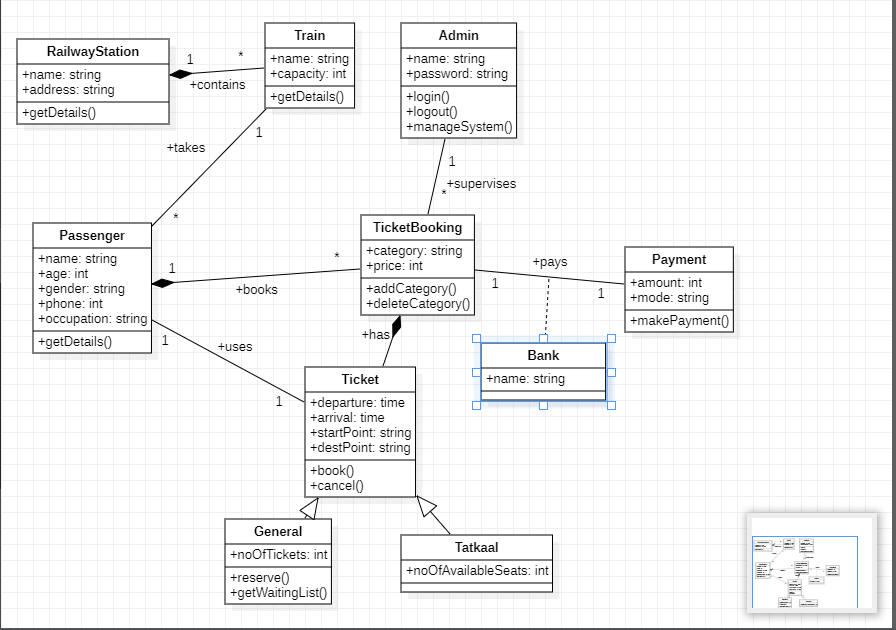 RailwayStation
+name: string
+address: string
+getDetails()
1
*
+contains
Train
+name: string
+capacity: int
+getDetails()
Admin
+name: string
+password: string
+login()
+logout()
+manageSystem()
+takes
1
*
1
+supervises
*
Passenger
+name: string
+age: int
+gender: string
+phone: int
+occupation: string
+getDetails()
1
*
+books
TicketBooking
+category: string
+price: int
+addCategory()
+deleteCategory()
+pays
1
1
Payment
+amount: int
+mode: string
+makePayment()
+has
Bank
+name: string
1
+uses
1
Ticket
+departure: time
+arrival: time
+startPoint: string
+destPoint: string
+book()
+cancel()
General
+noOfTickets: int
+reserve()
+getWaitingList()
Tatkaal
+noOfAvailableSeats: int